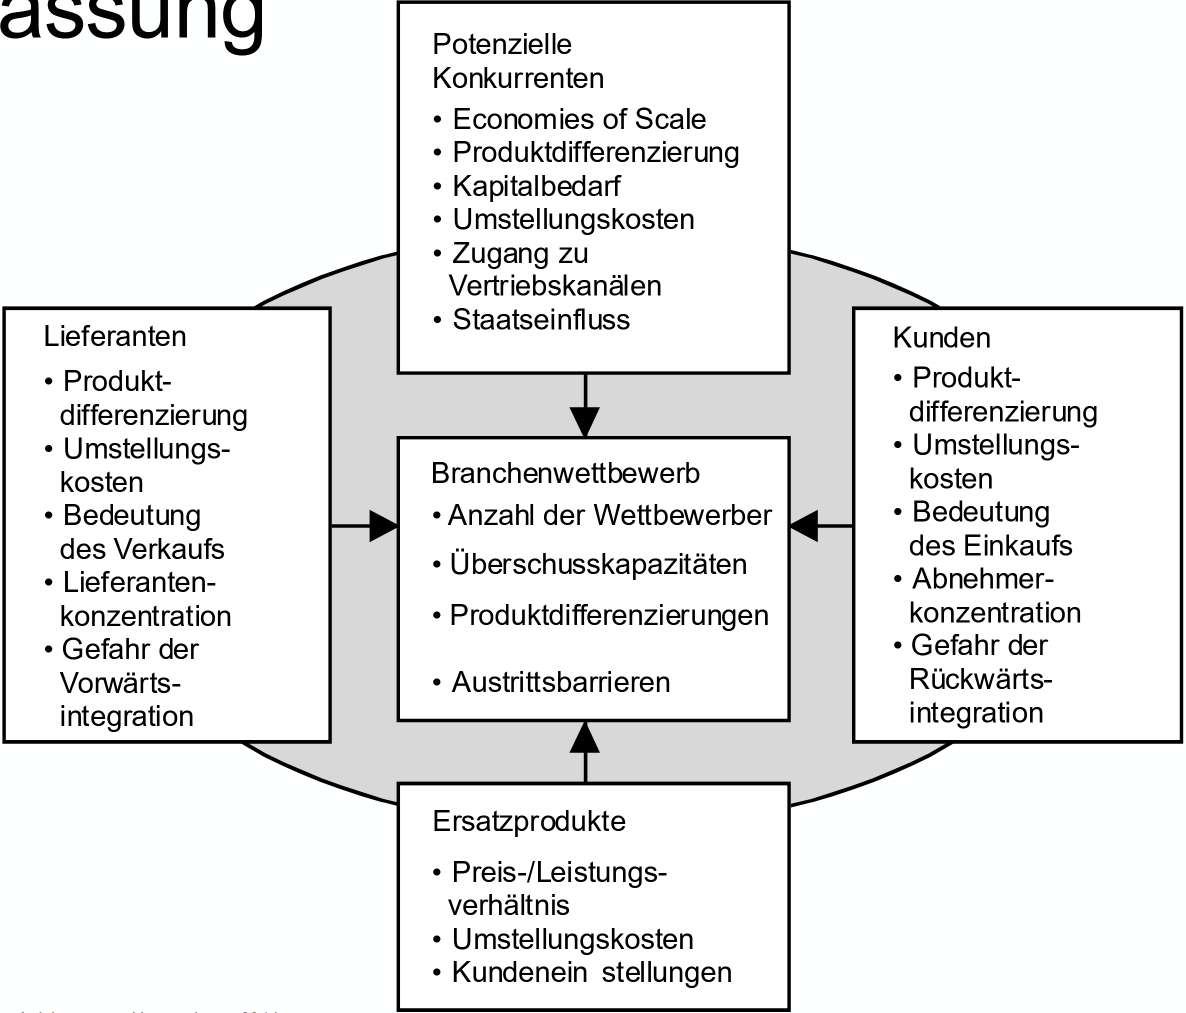 assung
Potenzielle
Konkurrenten
• Economies of Scale
• Produktdifferenzierung
• Kapitalbedarf
• Umstellungskosten
• Zugang zu
Vertriebskanälen
• Staatseinfluss
Lieferanten
• Produkt-
differenzierung
• Umstellungs-
kosten
• Bedeutung
des Verkaufs
• Lieferanten-
konzentration
• Gefahr der
Vorwärts-
integration
Branchenwettbewerb
• Anzahl der Wettbewerber
• Überschusskapazitäten
• Produktdifferenzierungen
• Austrittsbarrieren
Kunden
• Produkt-
differenzierung
• Umstellungs-
kosten
• Bedeutung
des Einkaufs
• Abnehmer-
konzentration
• Gefahr der
Rückwärts-
integration
Ersatzprodukte
• Preis-/Leistungs-
verhältnis
• Umstellungskosten
• Kundenein stellungen